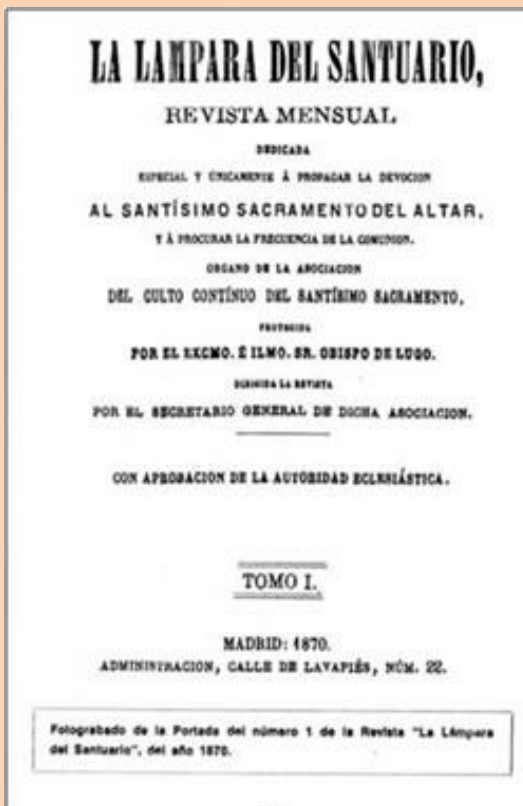 LA LAMPARA DEL SANTUARIO,
REVISTA MENSUAL
DEDICADA
ESPECIAL Y ÚNICAMENTE Á PROPAGAR LA DEVOCION
AL SANTÍSIMO SACRAMENTO DEL ALTAR,
Y Á PROCURAR LA FRECUENCIA DE LA COMUNION.
ORGANO DE LA ASOCIACION
DEL CULTO CONTÍNUO DEL SANTÍSIMO SACRAMENTO,
PROTEGIDA
POR EL EXCMO. É ILMO. SR. OBISPO DE LUGO.
DIRIGIDA LA REVISTA
POR EL SECRETARIO GENERAL DE DICHA ASOCIACION.
CON APROBACION DE LA AUTORIDAD ECLESIÁSTICA.
TOMO I.
MADRID: 1870.
ADMINISTRACION, CALLE DE LAVAPIÉS, NÚM. 22.
Fotograbado de la Portada del número 1 de la Revista "La Lámpara
del Santuario", del año 1870.